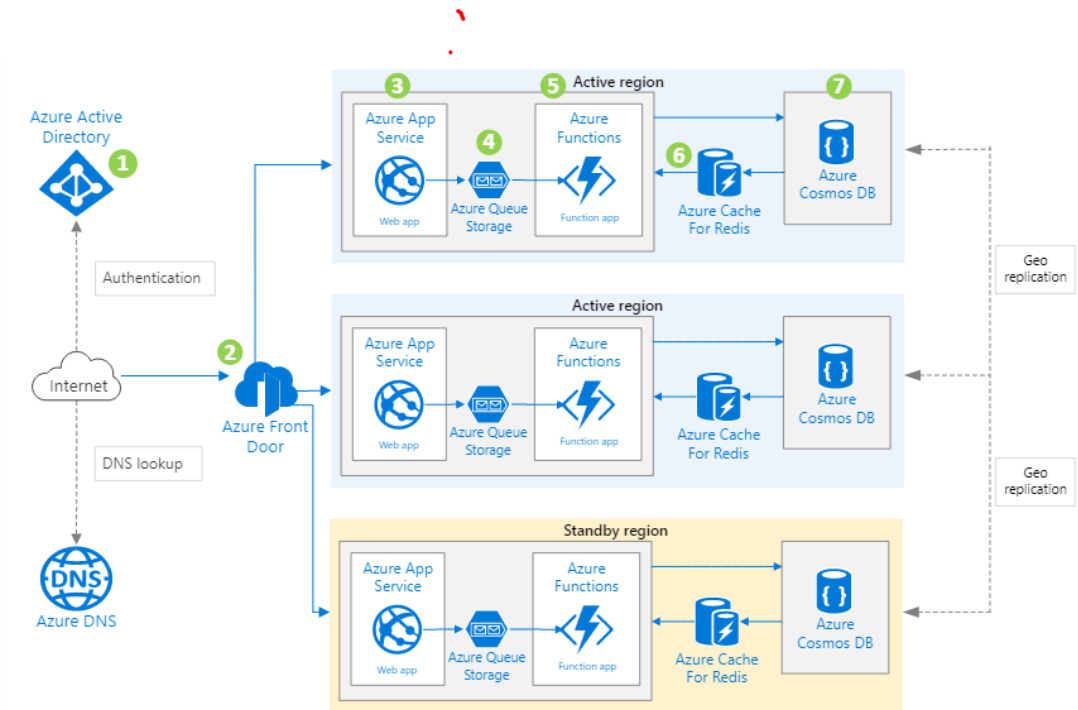 Azure Active
Directory
1
Authentication
Internet
DNS lookup
DNS
Azure DNS
2
Azure Front
Door
Active region
3
Azure App
Service
Web app
4
Azure Queue
Storage
5
Azure
Functions
Function app
6
Azure Cache
For Redis
7
Azure
Cosmos DB
Active region
Azure App
Service
Web app
Azure Queue
Storage
Azure
Functions
Function app
Azure Cache
For Redis
Azure
Cosmos DB
Standby region
Azure App
Service
Web app
Azure Queue
Storage
Azure
Functions
Function app
Azure Cache
For Redis
Azure
Cosmos DB
Geo
replication
Geo
replication